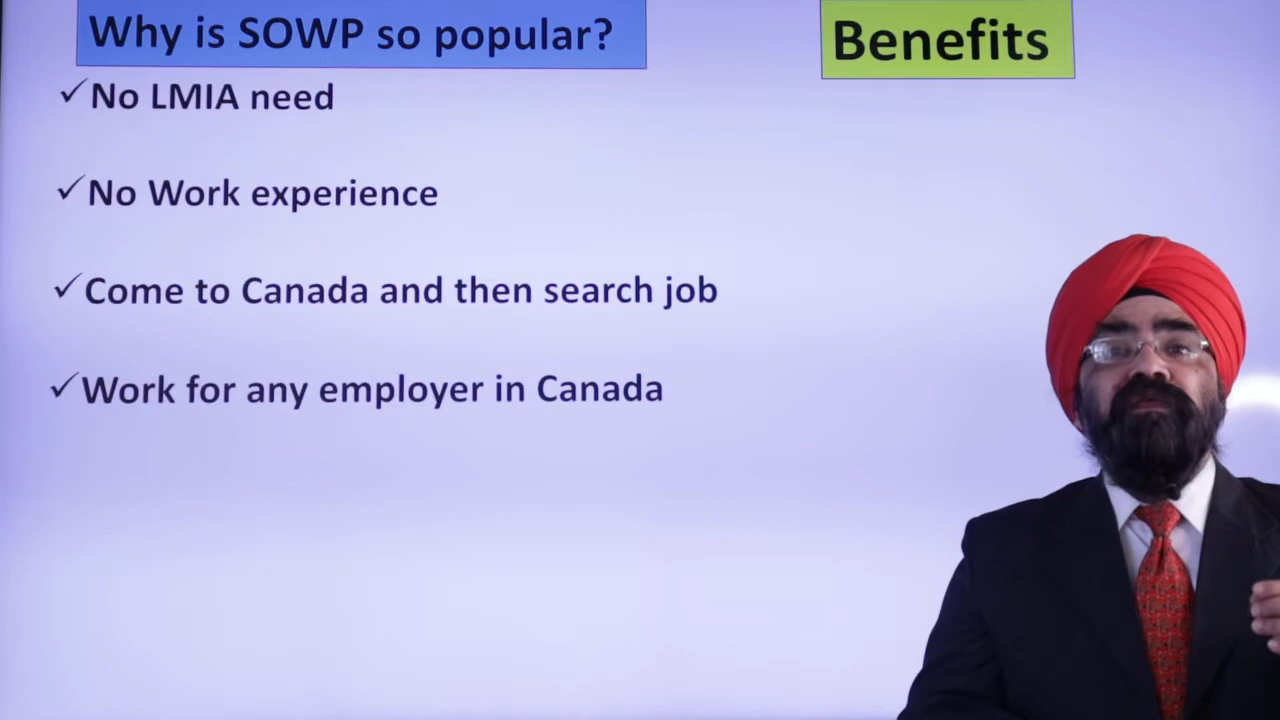 Why is SOWP so popular?
Benefits
✓No LMIA need
✓No Work experience
✓Come to Canada and then search job
✓Work for any employer in Canada